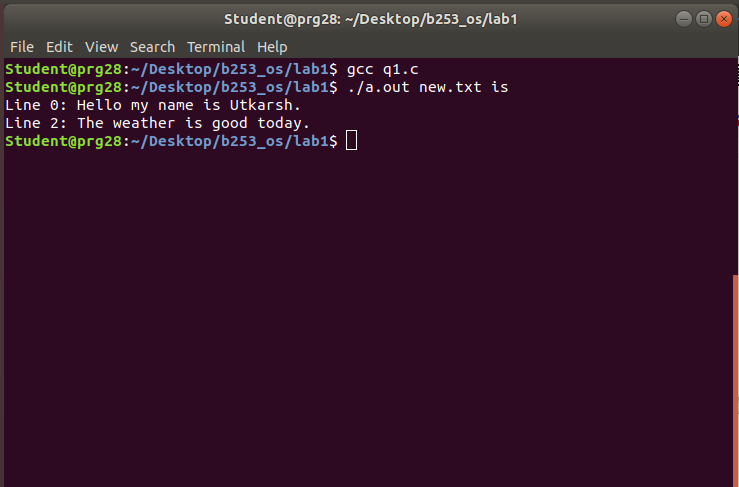 Student@prg28: ~/Desktop/b253_os/lab1
File Edit View Search Terminal Help
Student@prg28:~/Desktop/b253_os/lab1$ gcc q1.c
Student@prg28:~/Desktop/b253_os/lab1$ ./a.out new.txt is
Line 0: Hello my name is Utkarsh.
Line 2: The weather is good today.
Student@prg28:~/Desktop/b253_os/lab1$